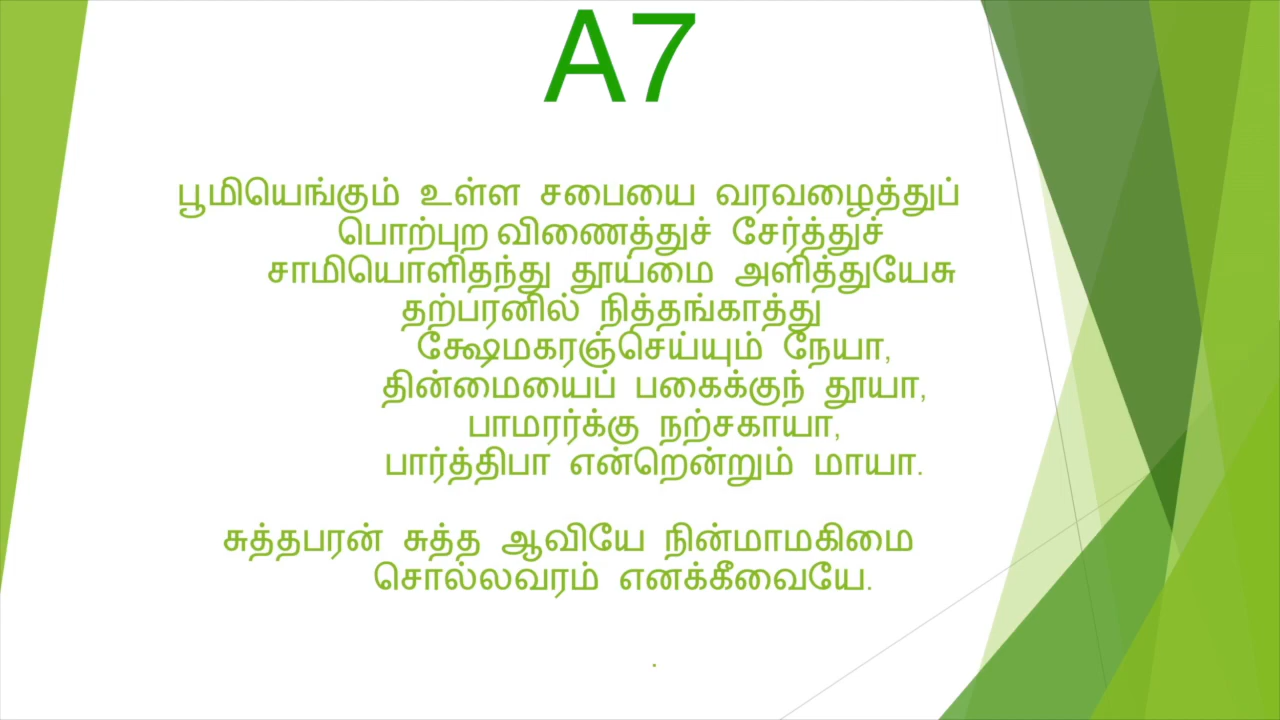 A7
பூமியெங்கும் உள்ள சபையை வரவழைத்துப்
பொற்புற விணைத்துச் சேர்த்துச்
சாமியொளிதந்து தூய்மை அளித்துயேசு
தற்பரனில் நித்தங்காத்து
க்ஷேமகரஞ்செய்யும் நேயா,
தின்மையைப் பகைக்குந் தூயா,
பாமரர்க்கு நற்சகாயா,
பார்த்திபா என்றென்றும் மாயா.
சுத்தபரன் சுத்த ஆவியே நின்மாமகிமை
சொல்லவரம் எனக்கீவையே.
.